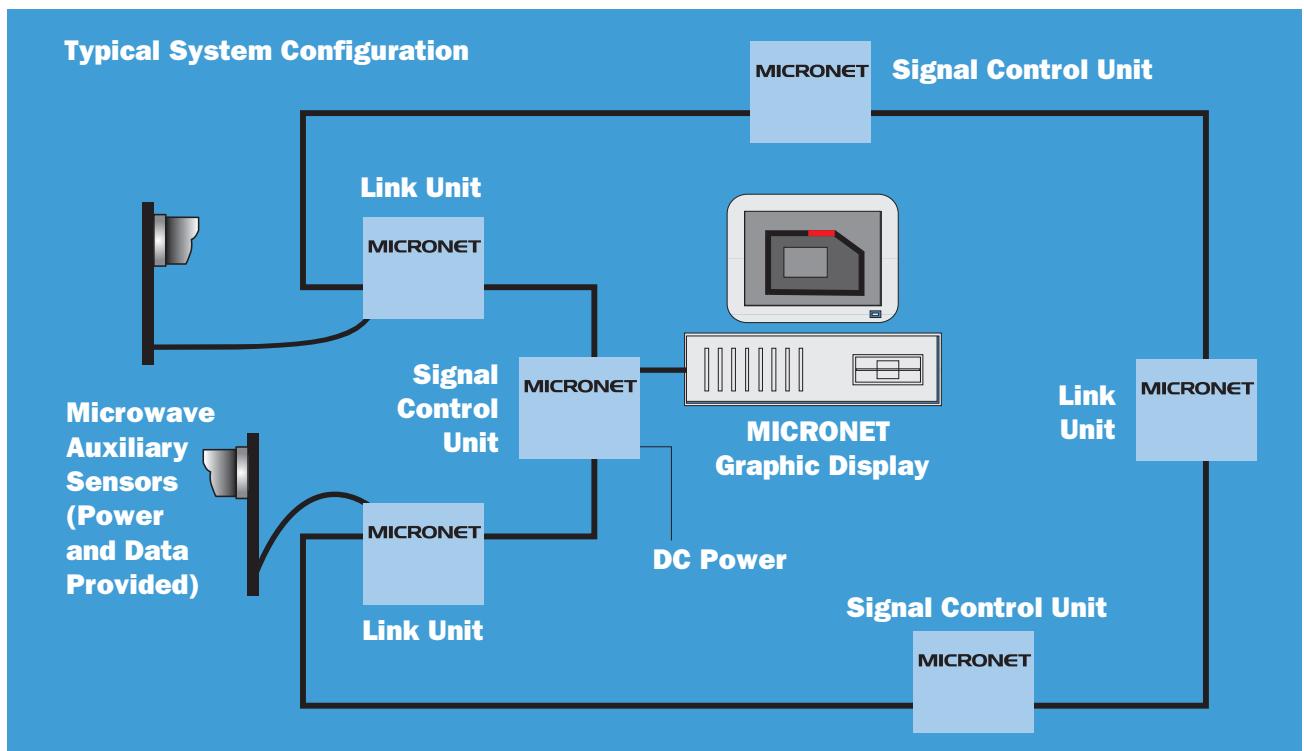 Typical System Configuration
MICRONET
Signal Control Unit
Link Unit
MICRONET
Signal
Control
Unit
MICRONET
MICRONET
Graphic Display
Link
Unit
MICRONET
Microwave
Auxiliary
Sensors
(Power
and Data
Provided)
MICRONET
Link Unit
DC Power
Signal Control Unit
MICRONET